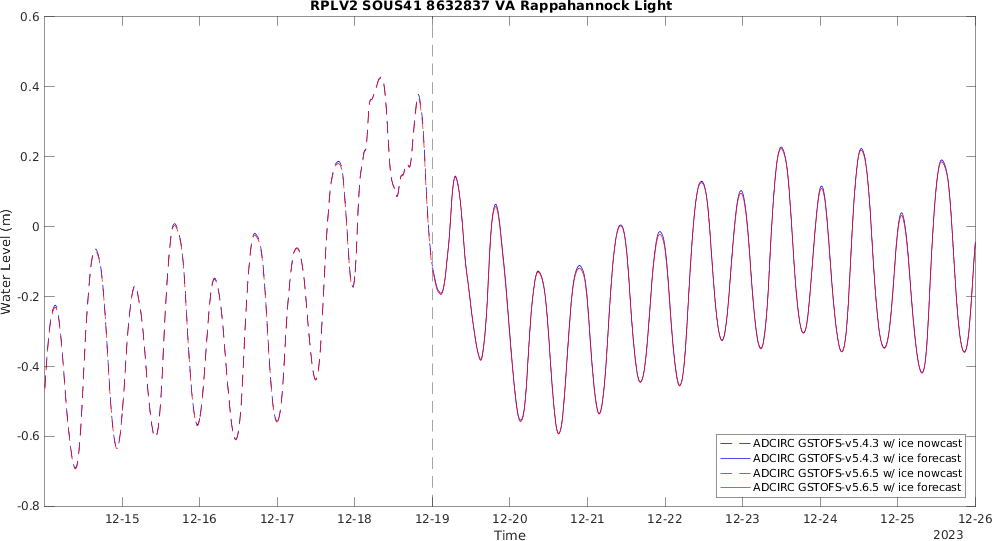 RPLV2 SOUS41 8632837 VA Rappahannock Light
0.6
0.4
0.2
0
-0.2
-0.4
-0.6
-0.8
Water Level (m)
ADCIRC GSTOFS-v5.4.3 w/ ice nowcast
ADCIRC GSTOFS-v5.4.3 w/ ice forecast
ADCIRC GSTOFS-v5.6.5 w/ ice nowcast
ADCIRC GSTOFS-v5.6.5 w/ ice forecast
12-15 12-16 12-17 12-18 12-19 12-20 12-21 12-22 12-23 12-24 12-25 12-26
Time
2023